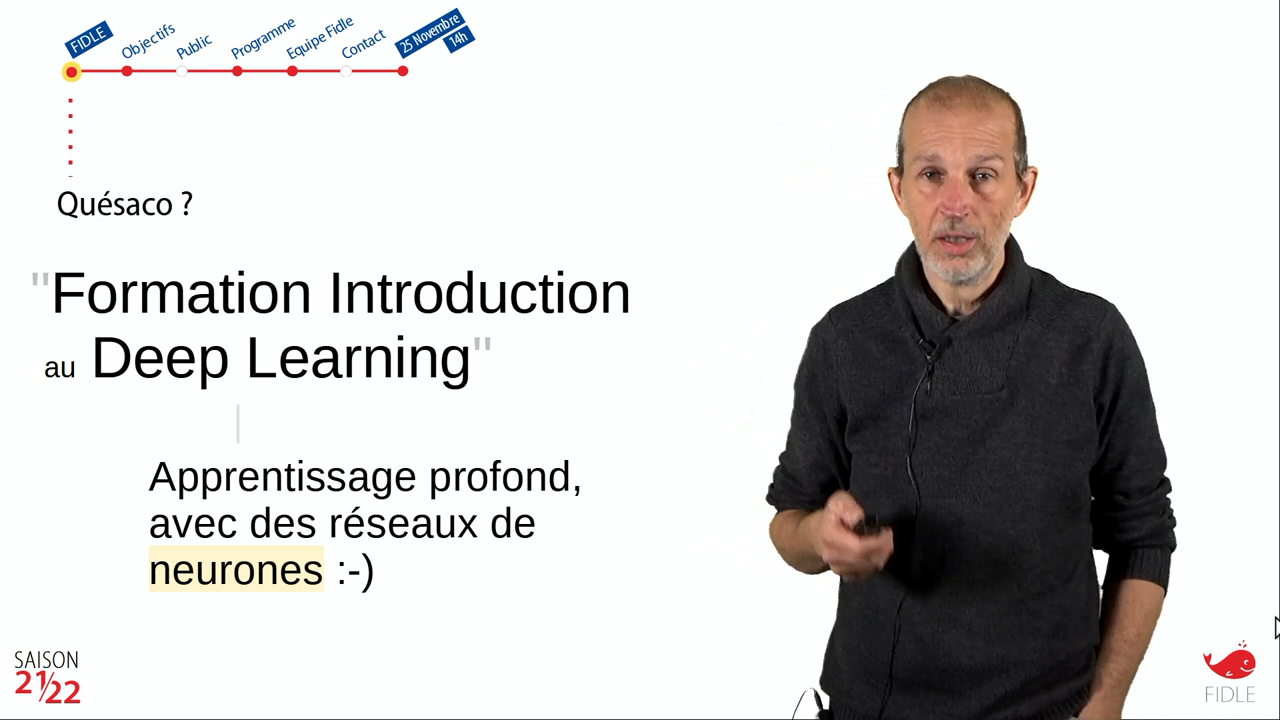 FIDLE
Objectifs
Public
Programme
Equipe Fidle
Contact
25 Novembre
14h
Quésaco ?
"Formation Introduction
au Deep Learning"
Apprentissage profond,
avec des réseaux de
neurones :-)
SAISON
21/22
FIDLE